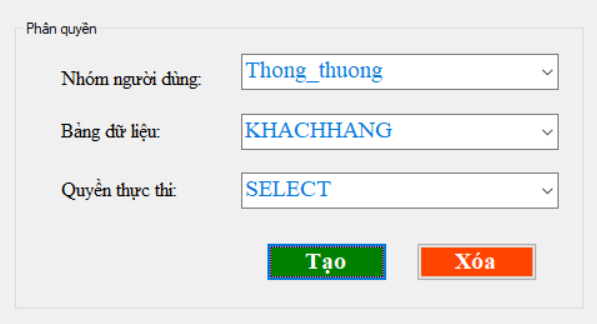 Phân quyền
Nhóm người dùng: Thong_thuong
Bảng dữ liệu: KHACHHANG
Quyền thực thi: SELECT
Tạo Xóa